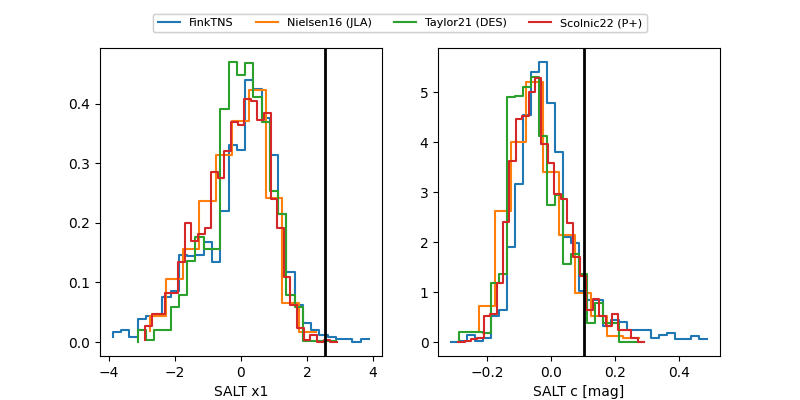 FinkTNS Nielsen16 (JLA) Taylor21 (DES) Scolnic22 (P+)
0.4
0.3
0.2
0.1
0.0
−4 −2 0 2 4
SALT x1
5
4
3
2
1
0
−0.2 0.0 0.2 0.4
SALT c [mag]